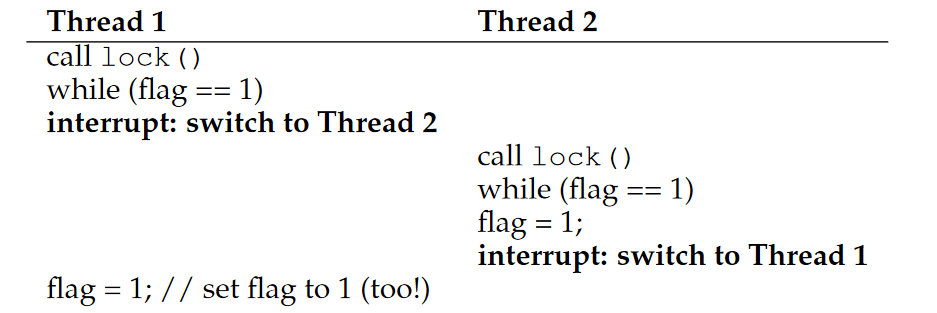 Thread 1 Thread 2
call lock()
while (flag == 1)
interrupt: switch to Thread 2
call lock()
while (flag == 1)
flag = 1;
interrupt: switch to Thread 1
flag = 1; // set flag to 1 (too!)